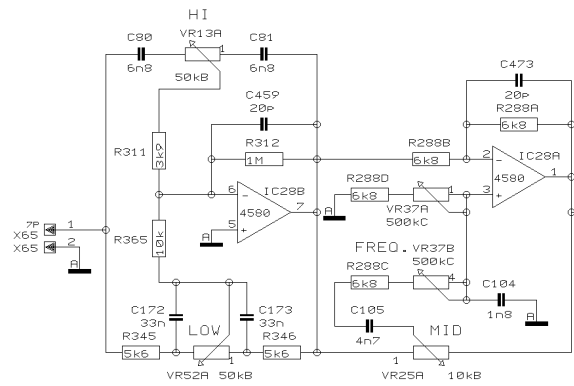 HI
C80
6n8
VR13A
1
50kB
C81
6n8
C459
20p
R311
3k9
R312
1M
6
7
5
-
+
IC28B
4580
A
R365
10k
7P
X65
X65
1
2
A
C172
33n
C173
33n
LOW
R345
5k6
1
VR52A 50kB
R346
5k6
C473
20p
R288A
6k8
R288B
6k8
2
3
1
-
+
IC28A
4580
R288D
6k8
A
1
VR37A
500kC
FREQ.
VR37B
500kC
4
R288C
6k8
C105
4n7
C104
1n8
A
MID
1
VR25A
10kB